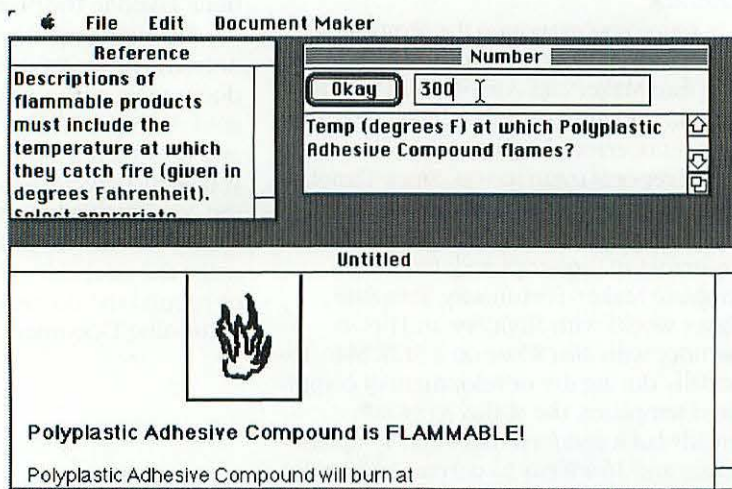 File Edit Document Maker
Reference
Descriptions of
flammable products
must include the
temperature at which
they catch fire (given in
degrees Fahrenheit).
Select appropriate
Number
Okay 300
Temp (degrees F) at which Polyplastic
Adhesive Compound flames?
Untitled
Polyplastic Adhesive Compound is FLAMMABLE!
Polyplastic Adhesive Compound will burn at